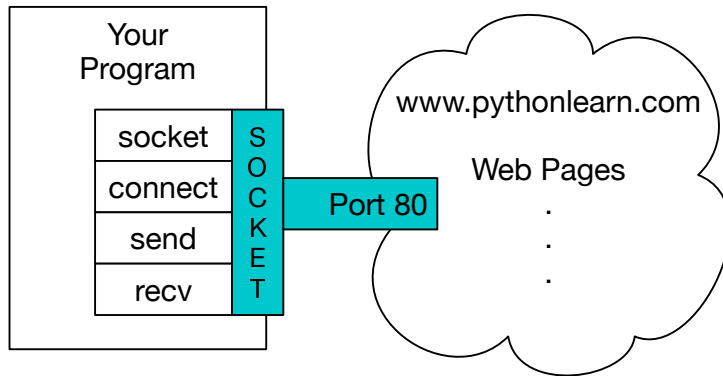 Your
Program
socket
connect
send
recv
S
O
C
K
E
T
Port 80
www.pythonlearn.com
Web Pages
.
.
.